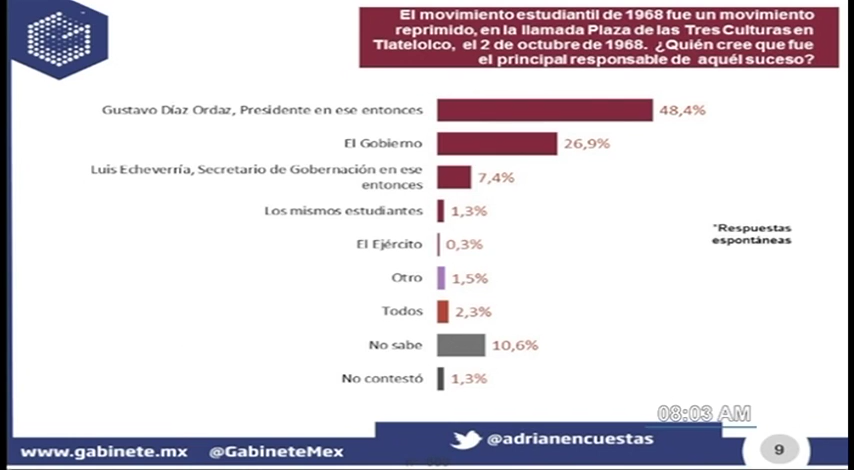 El movimiento estudiantil de 1968 fue un movimiento
reprimido, en la llamada Plaza de las Tres Culturas en
Tlatelolco, el 2 de octubre de 1968. ¿Quién cree que fue
el principal responsable de aquél suceso?
Gustavo Díaz Ordaz, Presidente en ese entonces 48,4%
El Gobierno 26,9%
Luis Echeverría, Secretario de Gobernación en ese
entonces 7,4%
Los mismos estudiantes 1,3%
*Respuestas
espontáneas
El Ejército 0,3%
Otro 1,5%
Todos 2,3%
No sabe 10,6%
No contestó 1,3%
08:03 AM
www.gabinete.mx @GabineteMex
@adrianencuestas
9